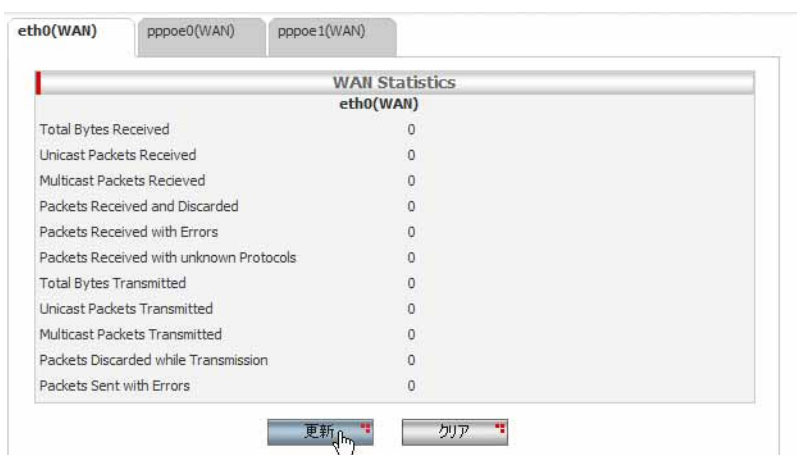 eth0(WAN) pppoe0(WAN) pppoe1(WAN)
WAN Statistics
eth0(WAN)
Total Bytes Received 0
Unicast Packets Received 0
Multicast Packets Recieved 0
Packets Received and Discarded 0
Packets Received with Errors 0
Packets Received with unknown Protocols 0
Total Bytes Transmitted 0
Unicast Packets Transmitted 0
Multicast Packets Transmitted 0
Packets Discarded while Transmission 0
Packets Sent with Errors 0
更新 クリア